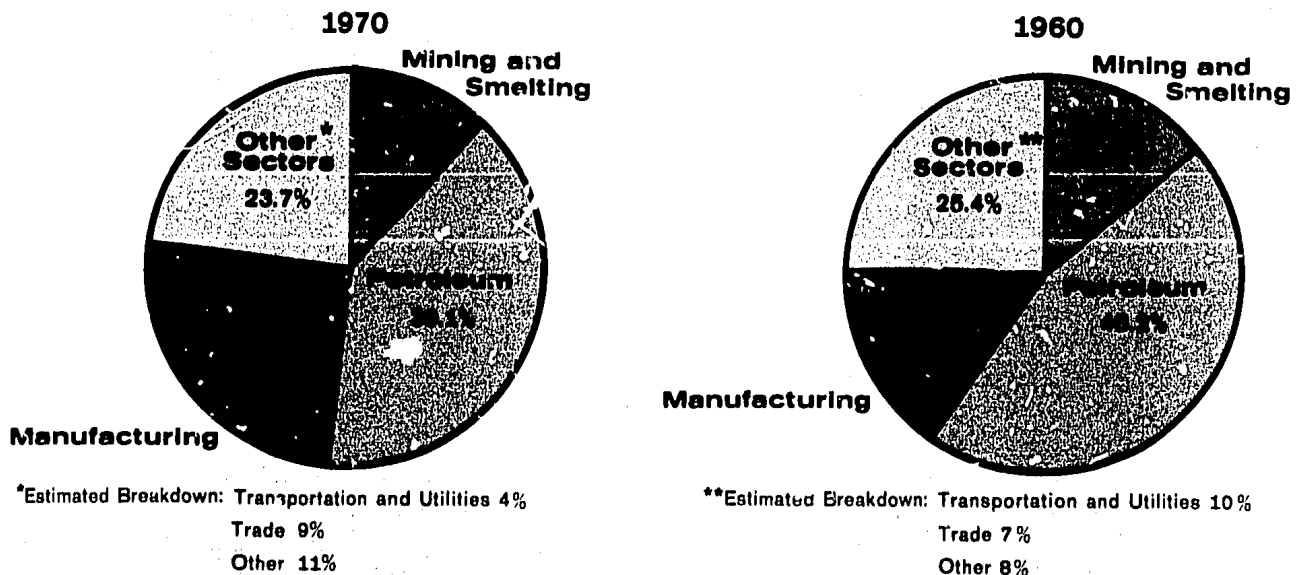 1970
Mining and
Smelting
Other*
Sectors
23.7%
Petroleum
Manufacturing
*Estimated Breakdown: Transportation and Utilities 4%
Trade 9%
Other 11%
1960
Mining and
Smelting
Other**
Sectors
25.4%
Petroleum
Manufacturing
**Estimated Breakdown: Transportation and Utilities 10%
Trade 7%
Other 8%